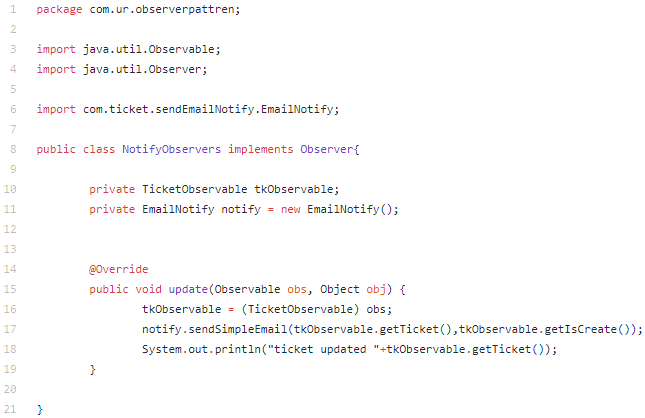 1 package com.ur.observerpattren;
2
3 import java.util.Observable;
4 import java.util.Observer;
5
6 import com.ticket.sendEmailNotify.EmailNotify;
7
8 public class NotifyObservers implements Observer{
9
10 private TicketObservable tkObservable;
11 private EmailNotify notify = new EmailNotify();
12
13
14 @Override
15 public void update(Observable obs, Object obj) {
16 tkObservable = (TicketObservable) obs;
17 notify.sendSimpleEmail(tkObservable.getTicket(),tkObservable.getIsCreate());
18 System.out.println("ticket updated "+tkObservable.getTicket());
19 }
20
21 }